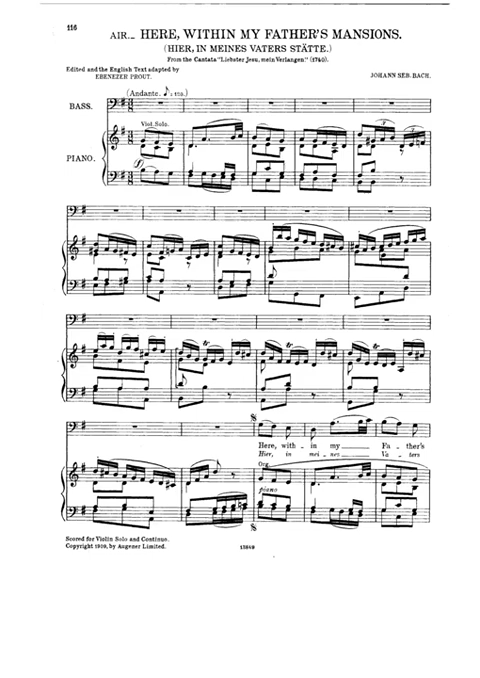 116
AIR._ HERE, WITHIN MY FATHER'S MANSIONS.
(HIER, IN MEINES VATERS STÄTTE.)
From the Cantata "Liebster Jesu, mein Verlangen" (1740).
Edited and the English Text adapted by
EBENEZER PROUT.
JOHANN SEB. BACH.
(Andante. ♪: 110.)
BASS.
Viol. Solo.
PIANO.
Here, with - in my Fa - ther's
Hier, in mei - nes Va - ters
Org.
piano
Scored for Violin Solo and Continuo.
Copyright 1909, by Augener Limited.